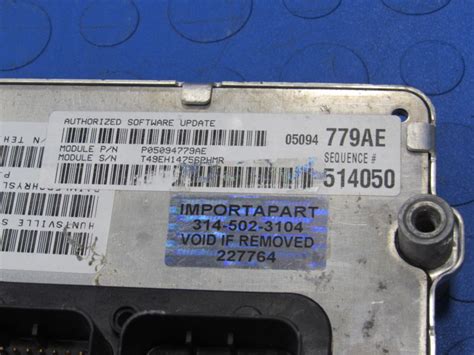 AUTHORIZED SOFTWARE UPDATE
MODULE P/N P05094779AE
MODULE S/N T49EH14756RHMR
05094 779AE
SEQUENCE #
514050
IMPORTAPART
314-502-3104
VOID IF REMOVED
227764
HUNTSVILLE